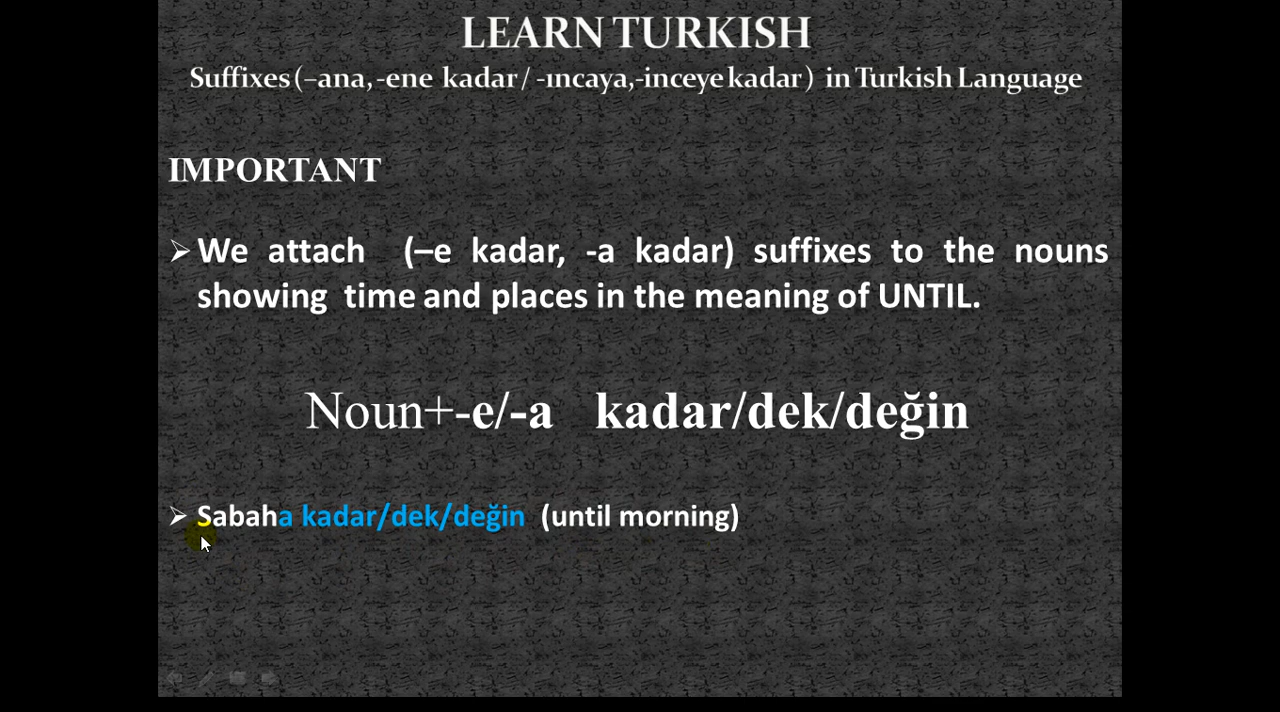 LEARN TURKISH
Suffixes (–ana, -ene kadar / -ıncaya,-inceye kadar ) in Turkish Language
IMPORTANT
➢ We attach (–e kadar, -a kadar) suffixes to the nouns
showing time and places in the meaning of UNTIL.
Noun+-e/-a kadar/dek/değin
➢ Sabaha kadar/dek/değin (until morning)